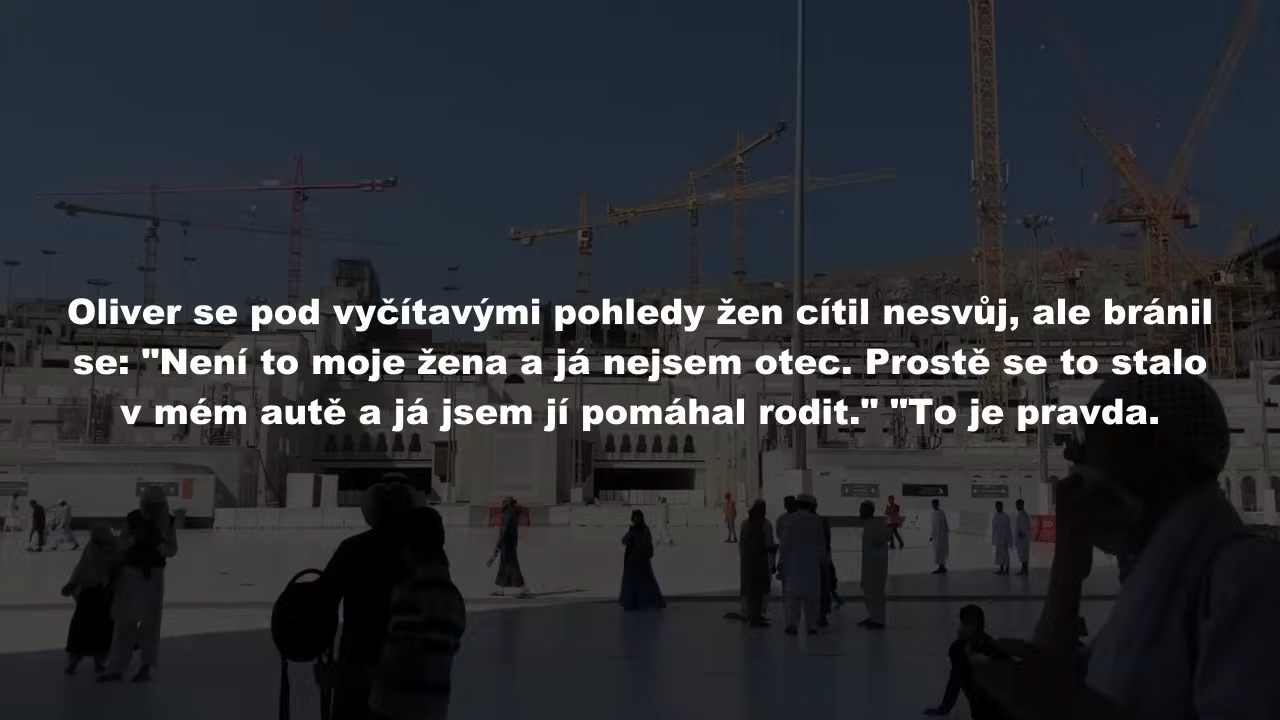 Oliver se pod vyčítavými pohledy žen cítil nesvůj, ale bránil
se: "Není to moje žena a já nejsem otec. Prostě se to stalo
v mém autě a já jsem jí pomáhal rodit." "To je pravda.